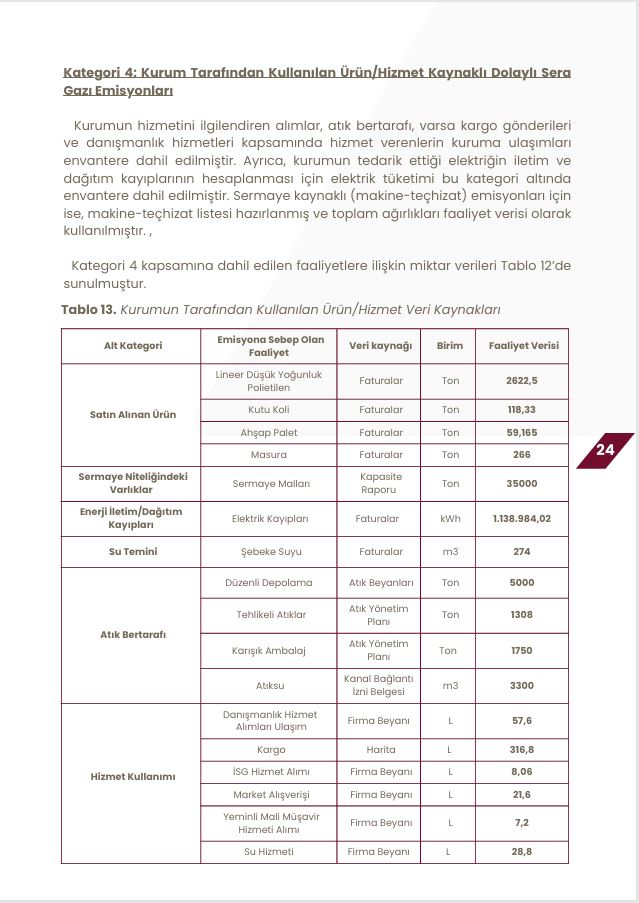 Kategori 4: Kurum Tarafından Kullanılan Ürün/Hizmet Kaynaklı Dolaylı Sera
Gazı Emisyonları
Kurumun hizmetini ilgilendiren alımlar, atık bertarafı, varsa kargo gönderileri
ve danışmanlık hizmetleri kapsamında hizmet verenlerin kuruma ulaşımları
envantere dahil edilmiştir. Ayrıca, kurumun tedarik ettiği elektriğin iletim ve
dağıtım kayıplarının hesaplanması için elektrik tüketimi bu kategori altında
envantere dahil edilmiştir. Sermaye kaynaklı (makine-teçhizat) emisyonları için
ise, makine-teçhizat listesi hazırlanmış ve toplam ağırlıkları faaliyet verisi olarak
kullanılmıştır. ,
Kategori 4 kapsamına dahil edilen faaliyetlere ilişkin miktar verileri Tablo 12’de
sunulmuştur.
Tablo 13. Kurumun Tarafından Kullanılan Ürün/Hizmet Veri Kaynakları
Alt Kategori Emisyona Sebep Olan Faaliyet Veri kaynağı Birim Faaliyet Verisi
Satın Alınan Ürün
Lineer Düşük Yoğunluk Polietilen Faturalar Ton 2622,5
Kutu Koli Faturalar Ton 118,33
Ahşap Palet Faturalar Ton 59,165
Masura Faturalar Ton 266
24
Sermaye Niteliğindeki Varlıklar Sermaye Malları Kapasite Raporu Ton 35000
Enerji İletim/Dağıtım Kayıpları Elektrik Kayıpları Faturalar kWh 1.138.984,02
Su Temini Şebeke Suyu Faturalar m3 274
Atık Bertarafı
Düzenli Depolama Atık Beyanları Ton 5000
Tehlikeli Atıklar Atık Yönetim Planı Ton 1308
Karışık Ambalaj Atık Yönetim Planı Ton 1750
Atıksu Kanal Bağlantı İzni Belgesi m3 3300
Hizmet Kullanımı
Danışmanlık Hizmet Alımları Ulaşım Firma Beyanı L 57,6
Kargo Harita L 316,8
İSG Hizmet Alımı Firma Beyanı L 8,06
Market Alışverişi Firma Beyanı L 21,6
Yeminli Mali Müşavir Hizmeti Alımı Firma Beyanı L 7,2
Su Hizmeti Firma Beyanı L 28,8